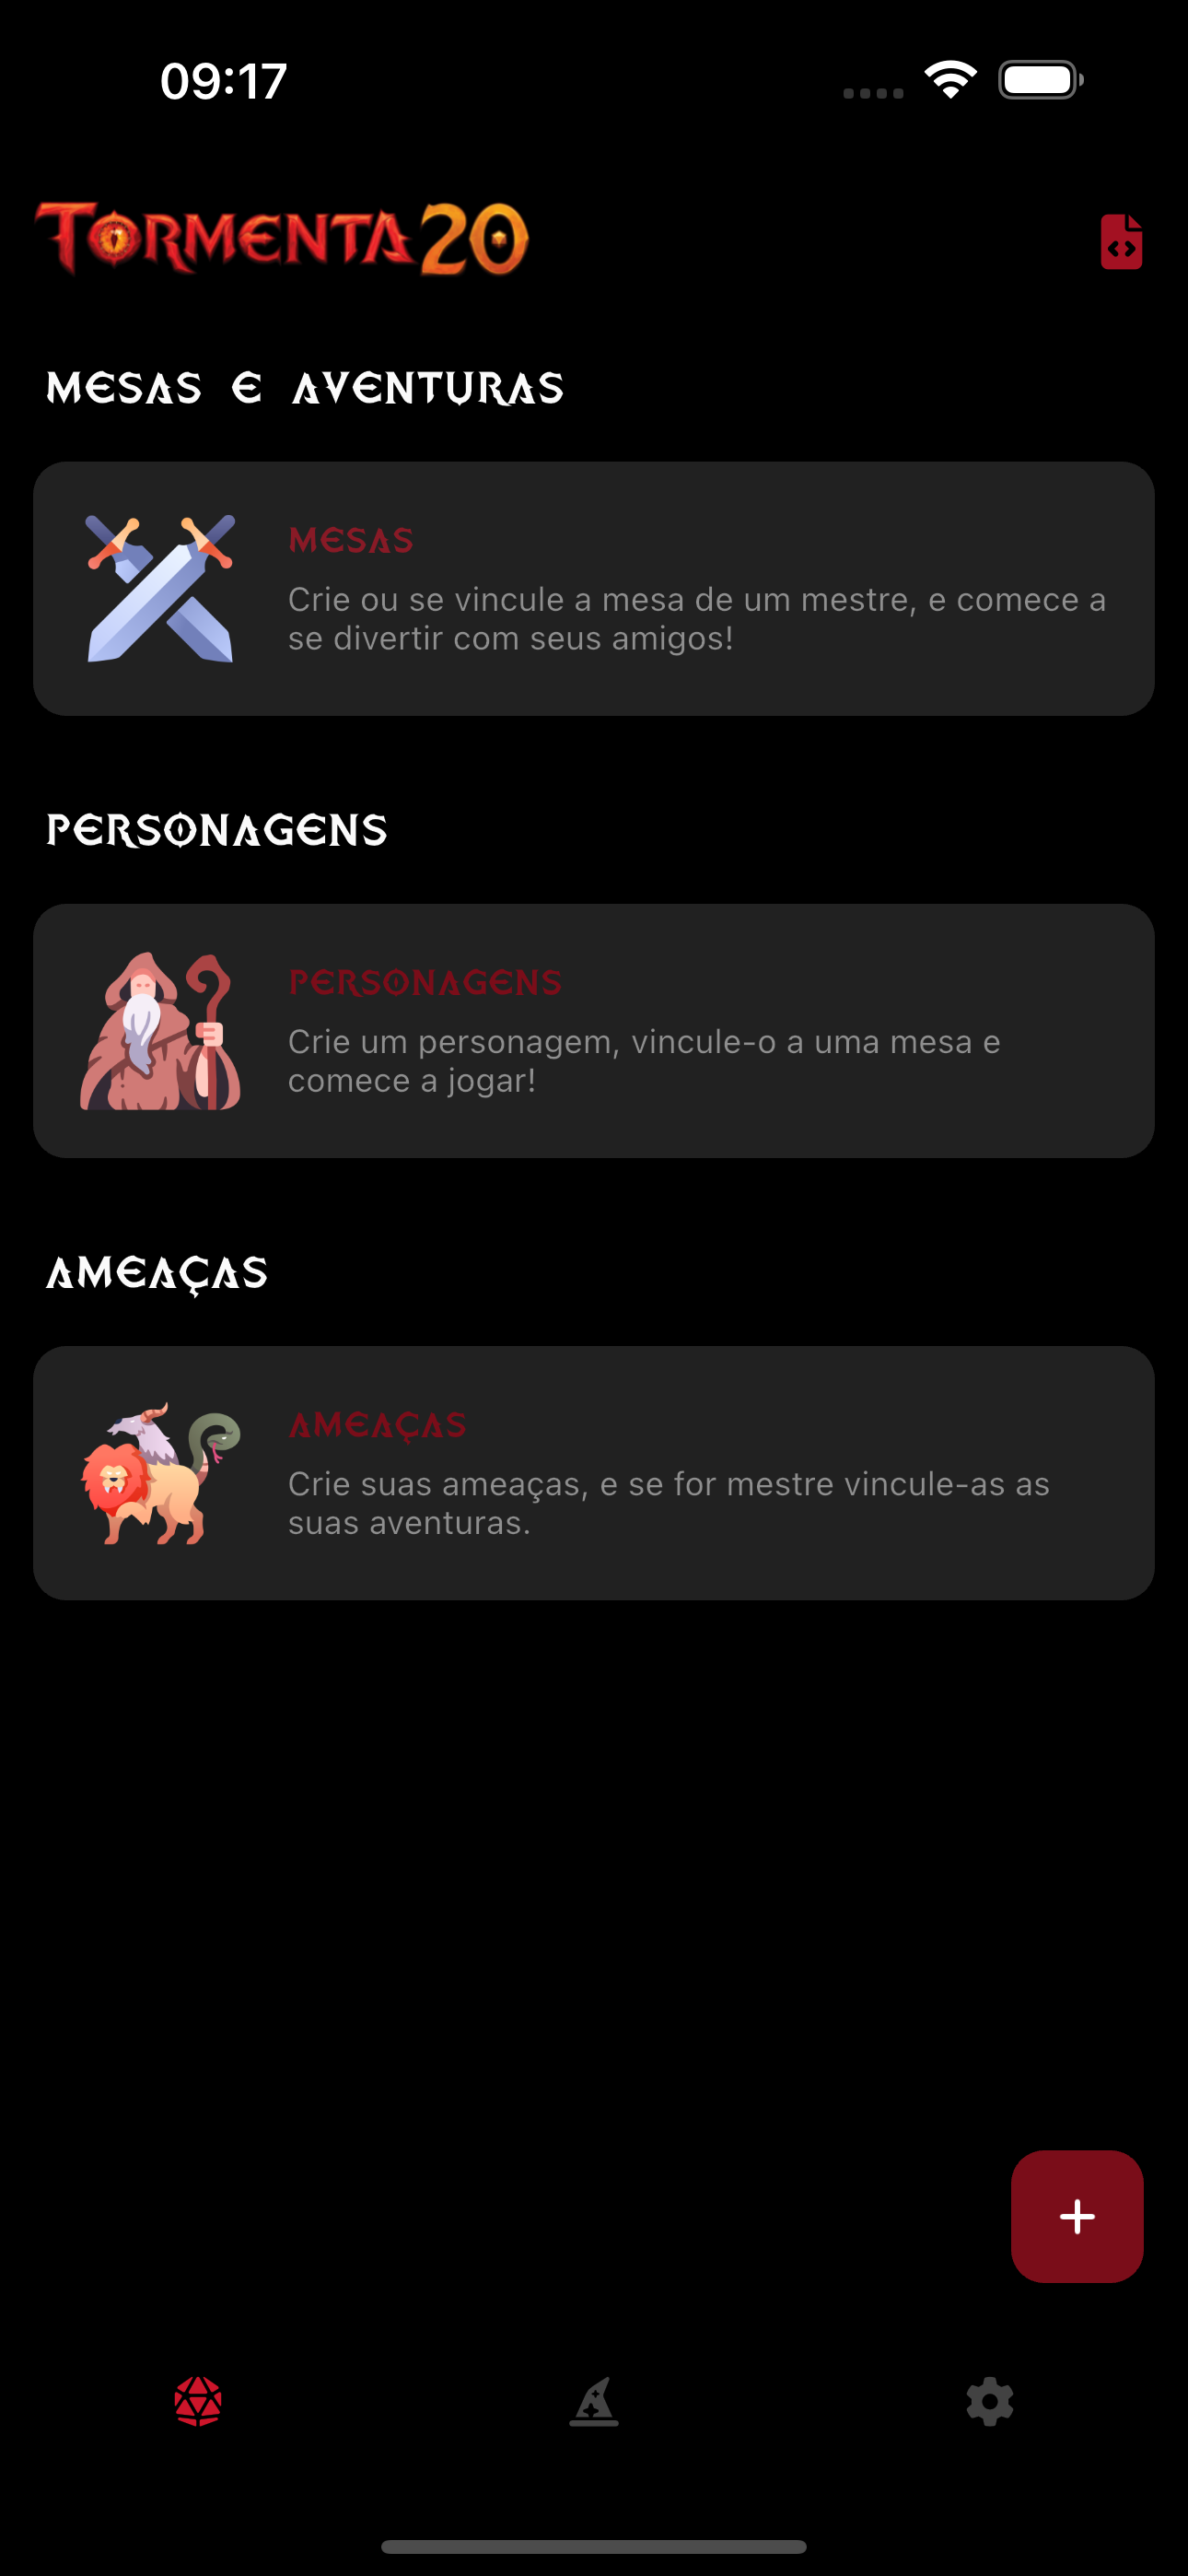 09:17
TORMENTA20
MESAS E AVENTURAS
MESAS
Crie ou se vincule a mesa de um mestre, e comece a
se divertir com seus amigos!
PERSONAGENS
PERSONAGENS
Crie um personagem, vincule-o a uma mesa e
comece a jogar!
AMEAÇAS
AMEAÇAS
Crie suas ameaças, e se for mestre vincule-as as
suas aventuras.